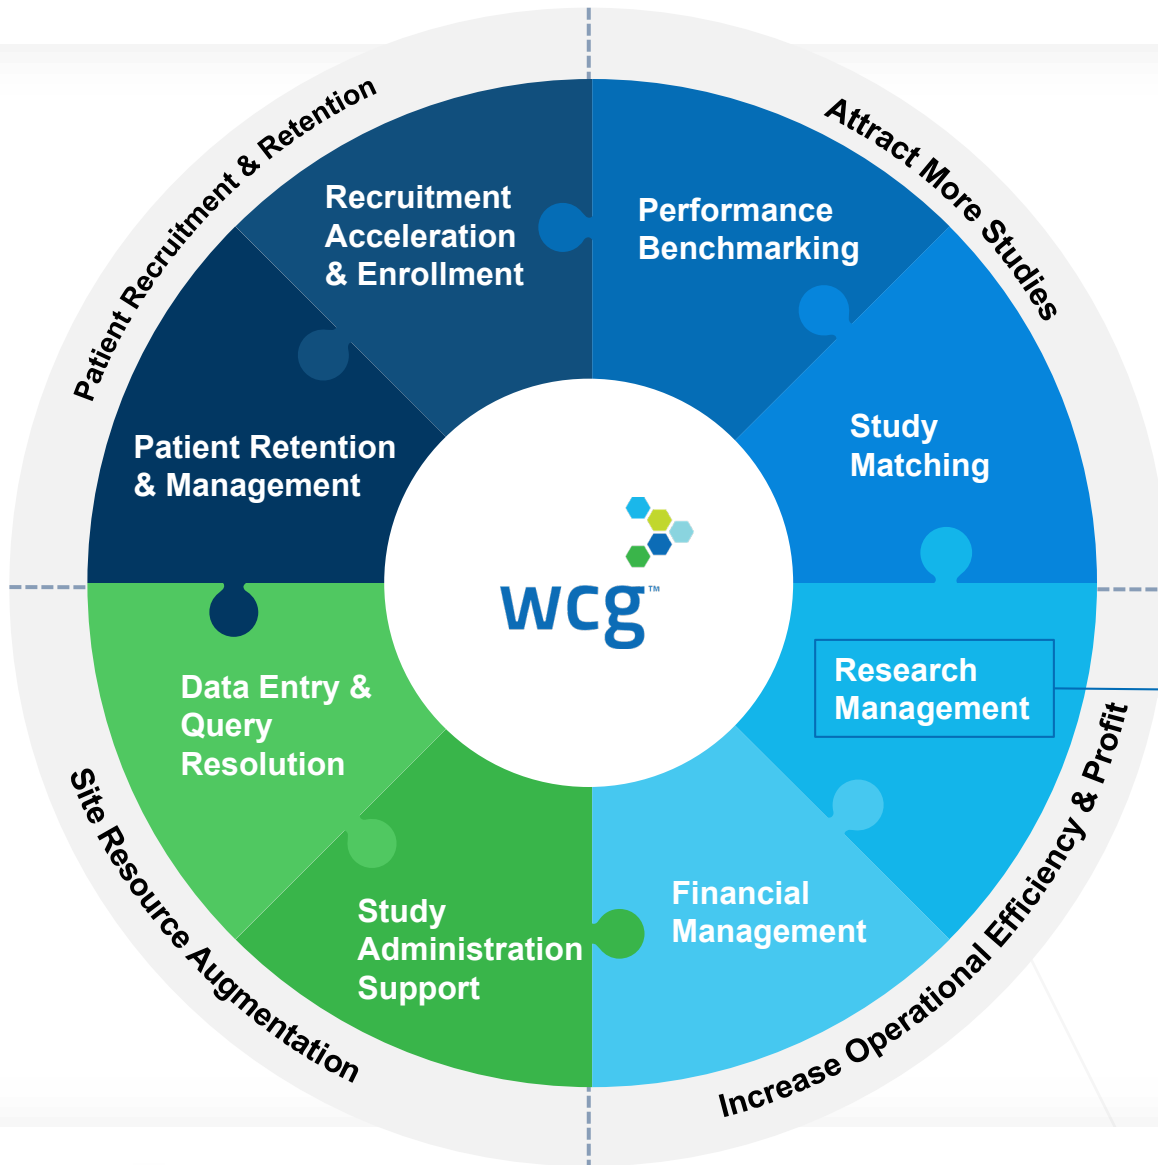 Patient Recruitment & Retention
Attract More Studies
Recruitment
Acceleration
& Enrollment
Performance
Benchmarking
Study
Matching
Patient Retention
& Management
wcg™
Research
Management
Data Entry &
Query
Resolution
Financial
Management
Study
Administration
Support
Site Resource Augmentation
Increase Operational Efficiency & Profit